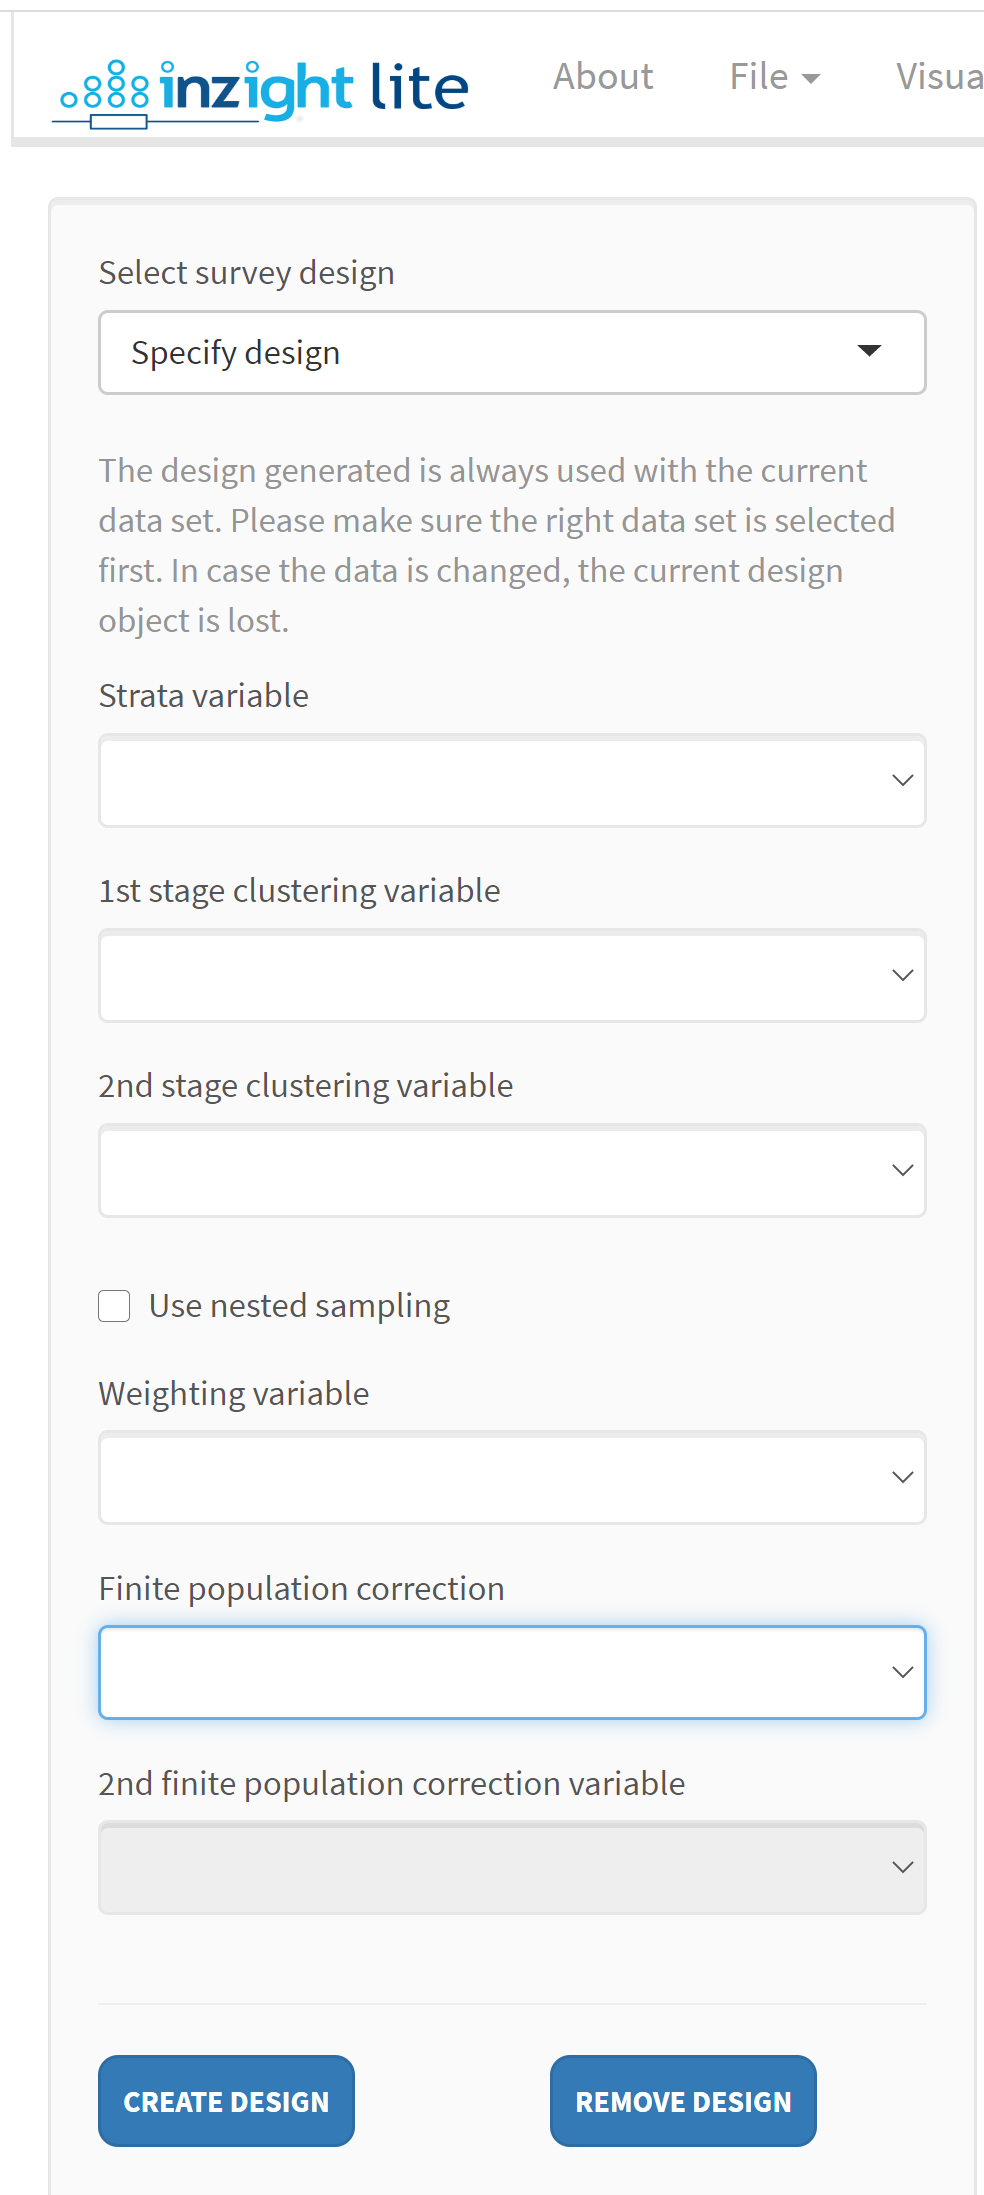 inzight lite About File Visua
Select survey design
Specify design
The design generated is always used with the current
data set. Please make sure the right data set is selected
first. In case the data is changed, the current design
object is lost.
Strata variable
1st stage clustering variable
2nd stage clustering variable
Use nested sampling
Weighting variable
Finite population correction
2nd finite population correction variable
CREATE DESIGN REMOVE DESIGN